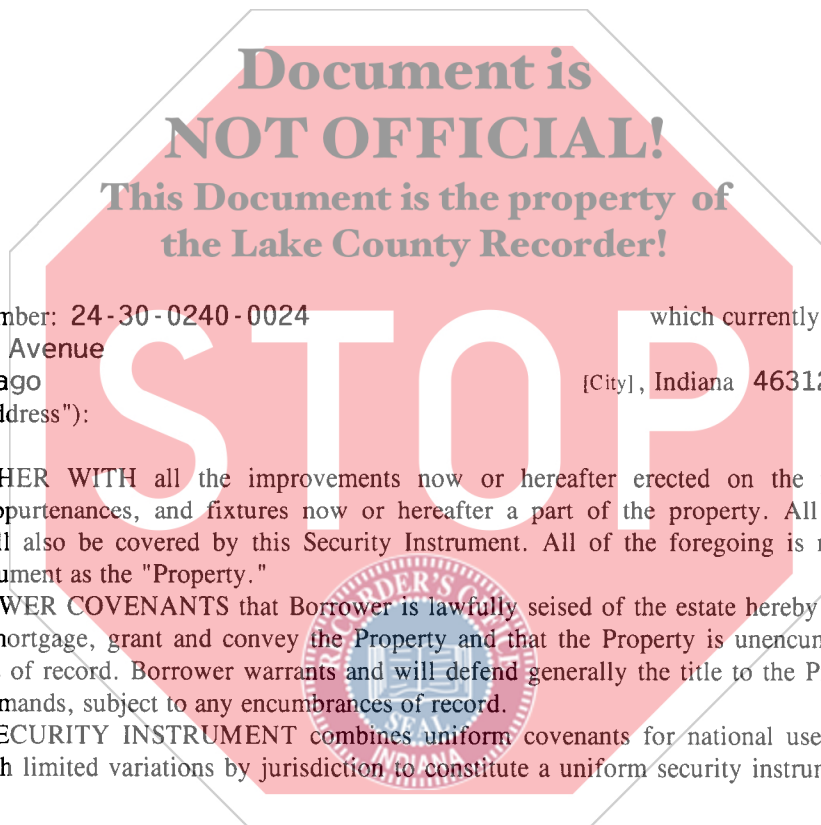 Document is
NOT OFFICIAL!
This Document is the property of
the Lake County Recorder!
mber: 24-30-0240-0024 which currently
Avenue
ago [City], Indiana 46312
ddress"):
STOP
HER WITH all the improvements now or hereafter erected on the
ppurtenances, and fixtures now or hereafter a part of the property. All
ll also be covered by this Security Instrument. All of the foregoing is r
ument as the "Property."
WER COVENANTS that Borrower is lawfully seised of the estate hereby
mortgage, grant and convey the Property and that the Property is unencum
of record. Borrower warrants and will defend generally the title to the P
mands, subject to any encumbrances of record.
ECURITY INSTRUMENT combines uniform covenants for national use
h limited variations by jurisdiction to constitute a uniform security instrum
RECORDER'S OFFICE
SEAL
INDIANA